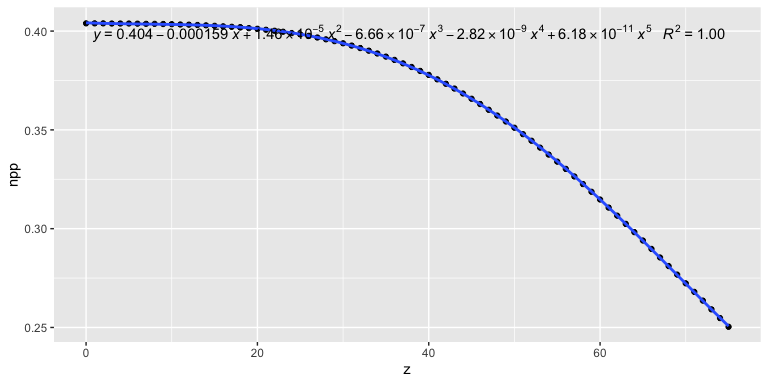 0.40
y = 0.404 – 0.000159 x + 1.46 × 10⁻⁵ x² – 6.66 × 10⁻⁷ x³ – 2.82 × 10⁻⁹ x⁴ + 6.18 × 10⁻¹¹ x⁵ R² = 1.00
0.35
npp
0.30
0.25
0 20 40 60
z